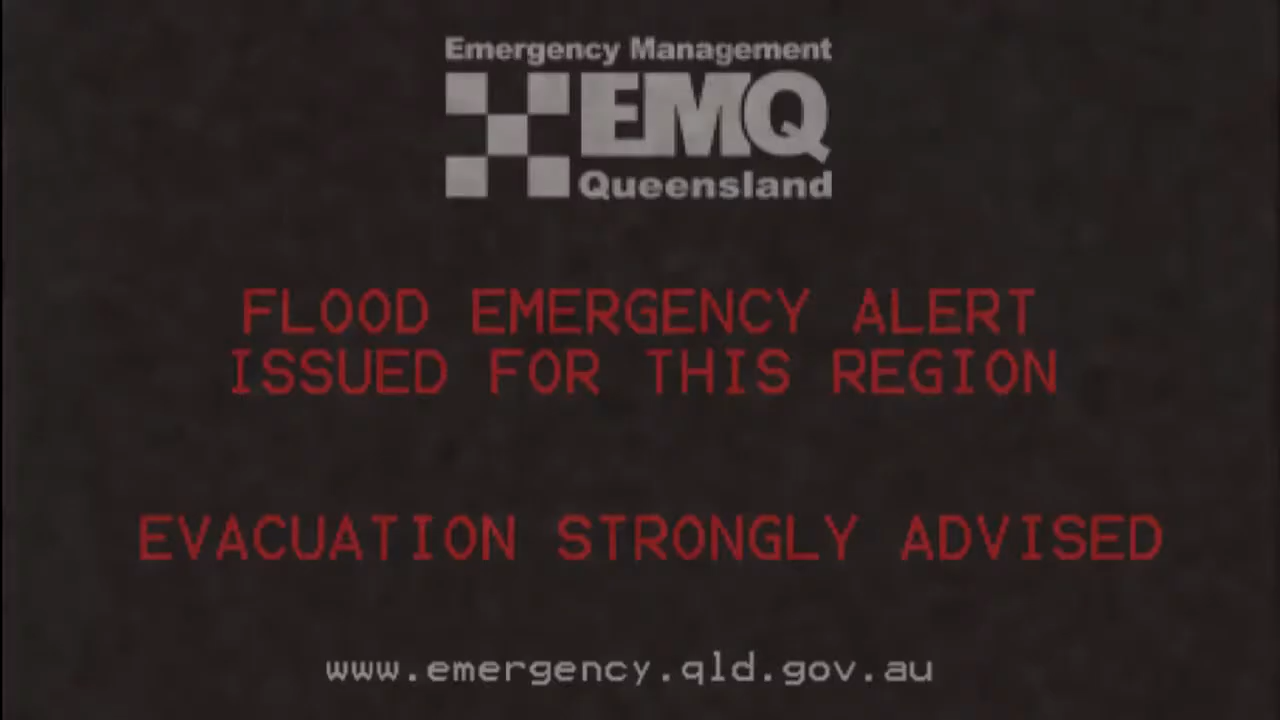 Emergency Management
EMQ
Queensland
FLOOD EMERGENCY ALERT
ISSUED FOR THIS REGION
EVACUATION STRONGLY ADVISED
www.emergency.qld.gov.au